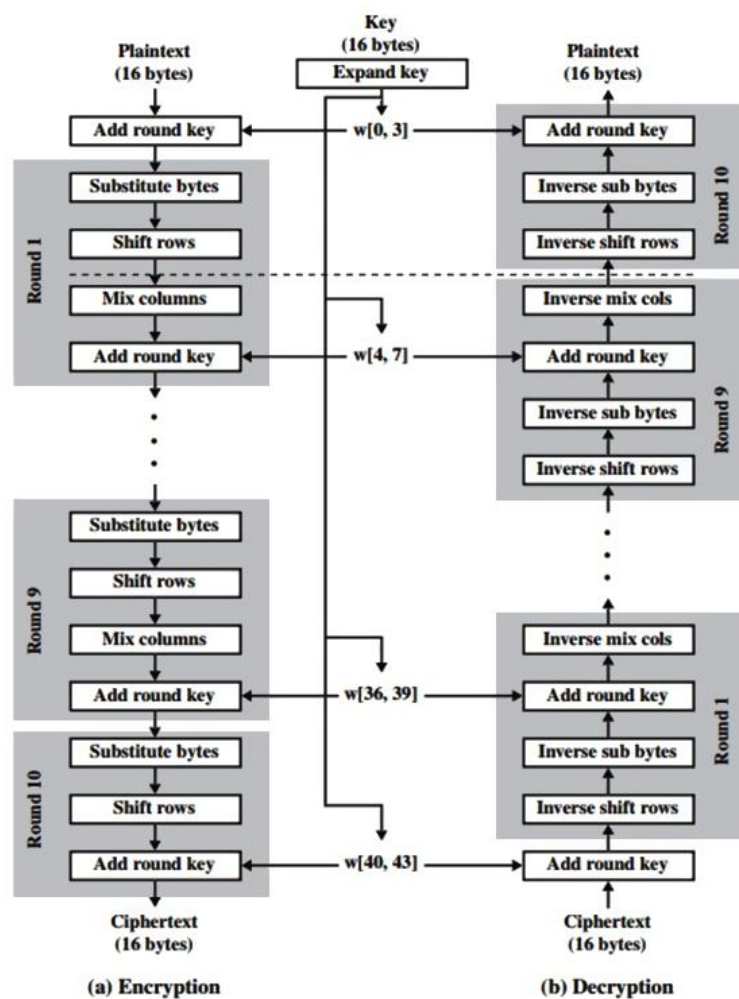 Key
(16 bytes)
Plaintext
(16 bytes)
Expand key
Plaintext
(16 bytes)
Add round key
w[0, 3]
Add round key
Substitute bytes
Inverse sub bytes
Round 10
Shift rows
Inverse shift rows
Round 1
Mix columns
Inverse mix cols
Add round key
w[4, 7]
Add round key
Inverse sub bytes
Round 9
Inverse shift rows
Substitute bytes
Shift rows
Round 9
Mix columns
Inverse mix cols
Add round key
w[36, 39]
Add round key
Substitute bytes
Inverse sub bytes
Round 1
Shift rows
Inverse shift rows
Round 10
Add round key
w[40, 43]
Add round key
Ciphertext
(16 bytes)
Ciphertext
(16 bytes)
(a) Encryption
(b) Decryption